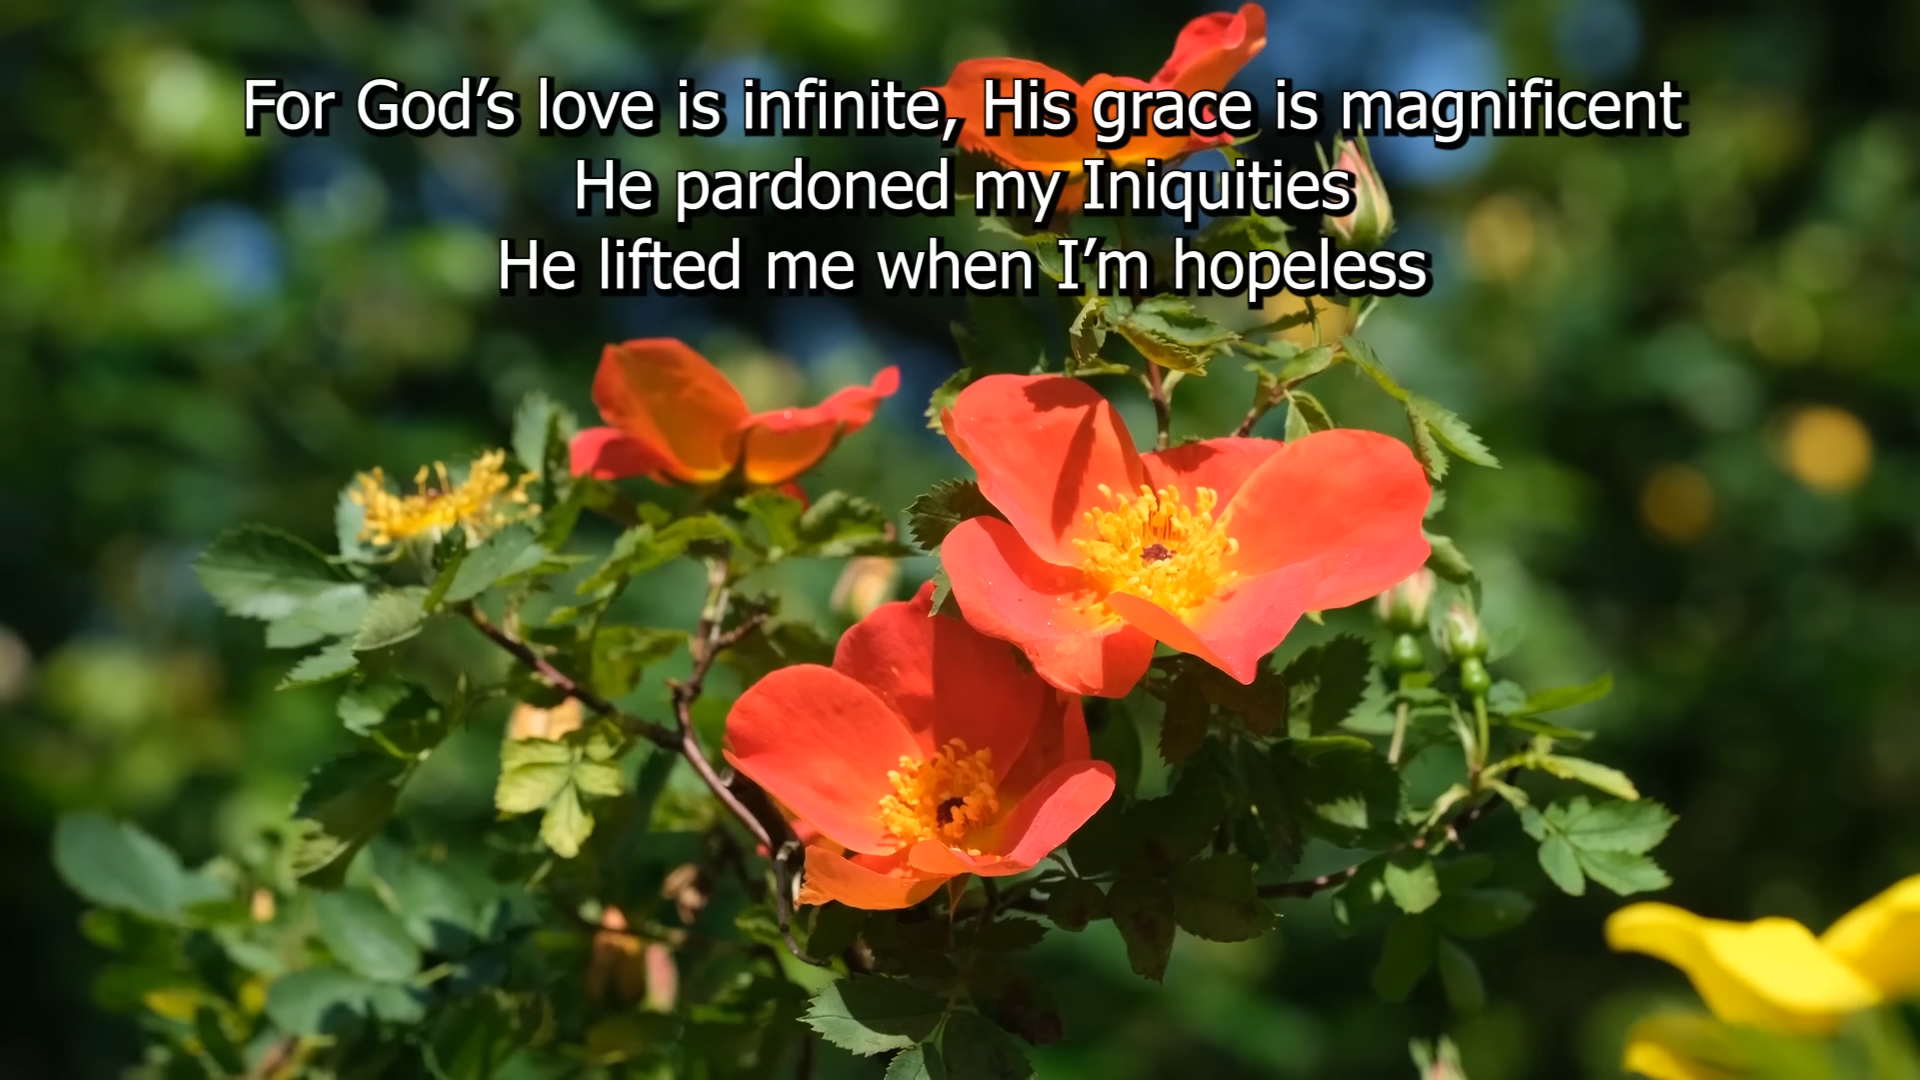 For God’s love is infinite, His grace is magnificent
He pardoned my Iniquities
He lifted me when I’m hopeless